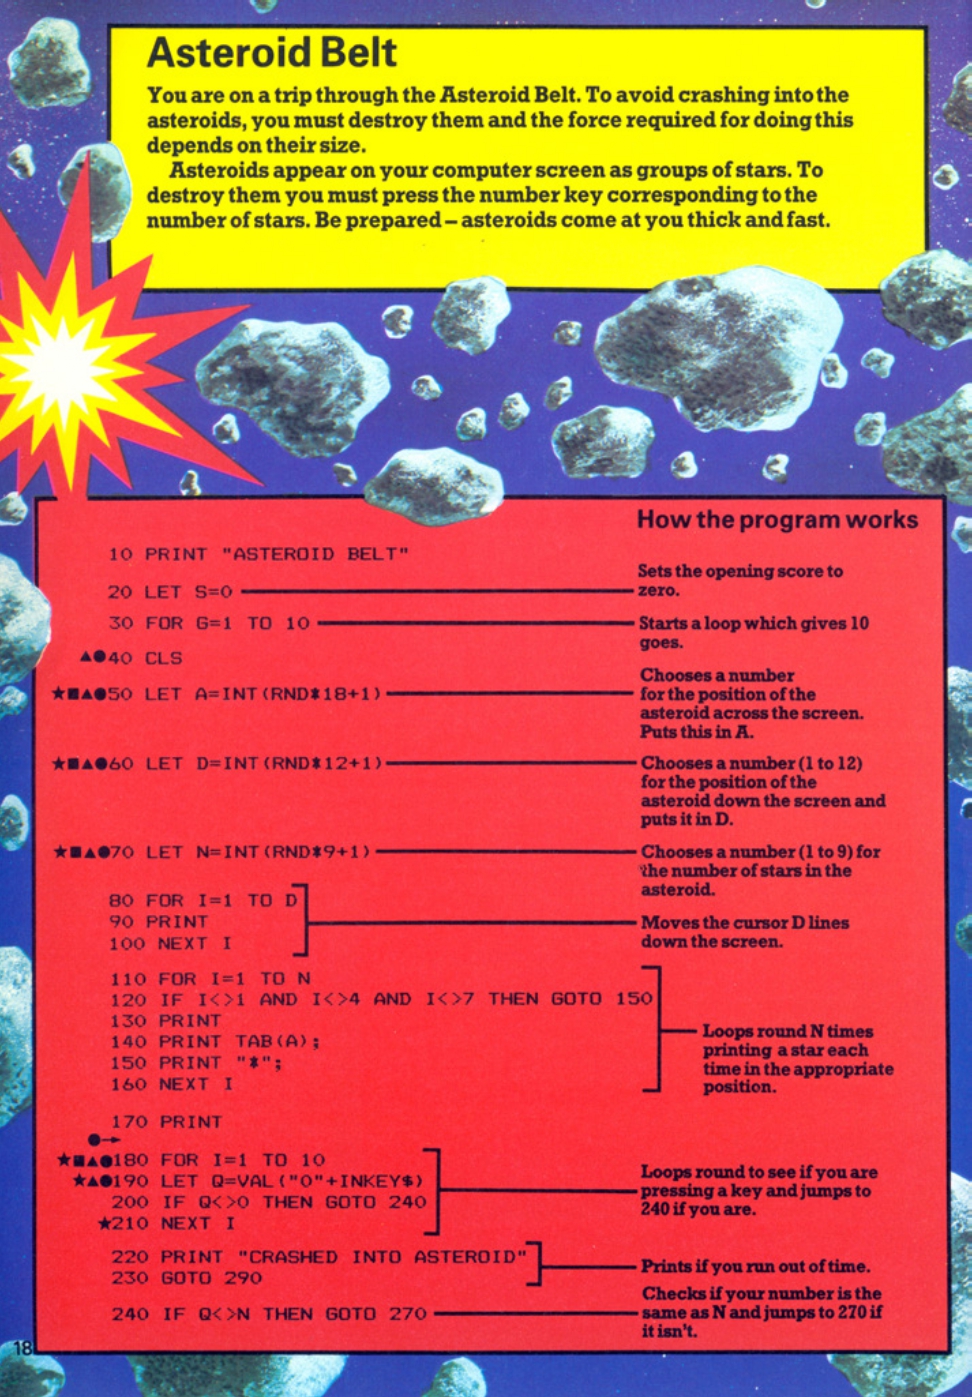 Asteroid Belt
You are on a trip through the Asteroid Belt. To avoid crashing into the
asteroids, you must destroy them and the force required for doing this
depends on their size.
Asteroids appear on your computer screen as groups of stars. To
destroy them you must press the number key corresponding to the
number of stars. Be prepared – asteroids come at you thick and fast.
How the program works
10 PRINT "ASTEROID BELT"
20 LET S=0
Sets the opening score to
zero.
30 FOR G=1 TO 10
Starts a loop which gives 10
goes.
▲●40 CLS
★■▲●50 LET A=INT(RND*18+1)
Chooses a number
for the position of the
asteroid across the screen.
Puts this in A.
★■▲●60 LET D=INT(RND*12+1)
Chooses a number (1 to 12)
for the position of the
asteroid down the screen and
puts it in D.
★■▲●70 LET N=INT(RND*9+1)
Chooses a number (1 to 9) for
the number of stars in the
asteroid.
80 FOR I=1 TO D
90 PRINT
100 NEXT I
Moves the cursor D lines
down the screen.
110 FOR I=1 TO N
120 IF I<>1 AND I<>4 AND I<>7 THEN GOTO 150
130 PRINT
140 PRINT TAB(A);
150 PRINT "*";
160 NEXT I
Loops round N times
printing a star each
time in the appropriate
position.
170 PRINT
●→
★■▲●180 FOR I=1 TO 10
★▲●190 LET Q=VAL("0"+INKEY$)
200 IF Q<>0 THEN GOTO 240
★210 NEXT I
Loops round to see if you are
pressing a key and jumps to
240 if you are.
220 PRINT "CRASHED INTO ASTEROID"
230 GOTO 290
Prints if you run out of time.
240 IF Q<>N THEN GOTO 270
Checks if your number is the
same as N and jumps to 270 if
it isn't.
18